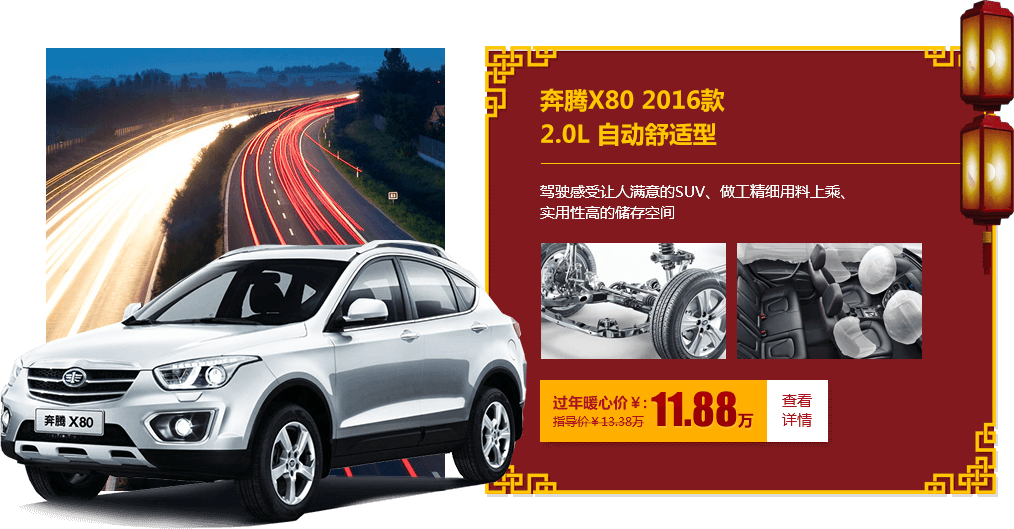 奔腾X80 2016款
2.0L 自动舒适型
驾驶感受让人满意的SUV、做工精细用料上乘、
实用性高的储存空间
过年暖心价￥:11.88万
指导价￥13.38万
查看
详情
奔腾 X80